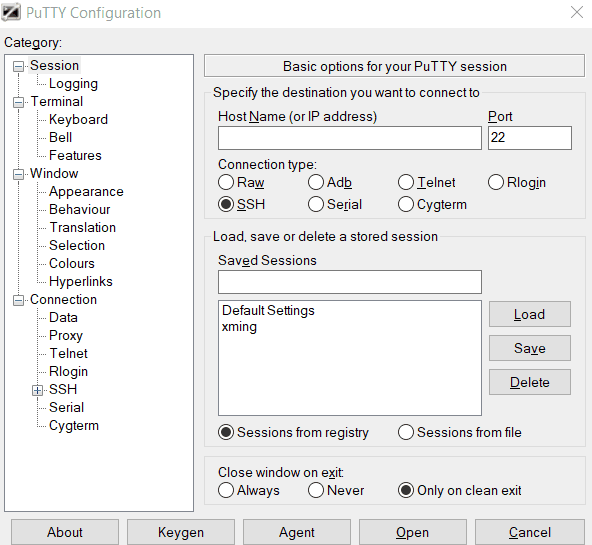 PuTTY Configuration
Category:
Session
Logging
Terminal
Keyboard
Bell
Features
Window
Appearance
Behaviour
Translation
Selection
Colours
Hyperlinks
Connection
Data
Proxy
Telnet
Rlogin
SSH
Serial
Cygterm
Basic options for your PuTTY session
Specify the destination you want to connect to
Host Name (or IP address) Port
22
Connection type:
Raw Adb Telnet Rlogin
SSH Serial Cygterm
Load, save or delete a stored session
Saved Sessions
Default Settings
xming
Load
Save
Delete
Sessions from registry Sessions from file
Close window on exit:
Always Never Only on clean exit
About Keygen Agent Open Cancel